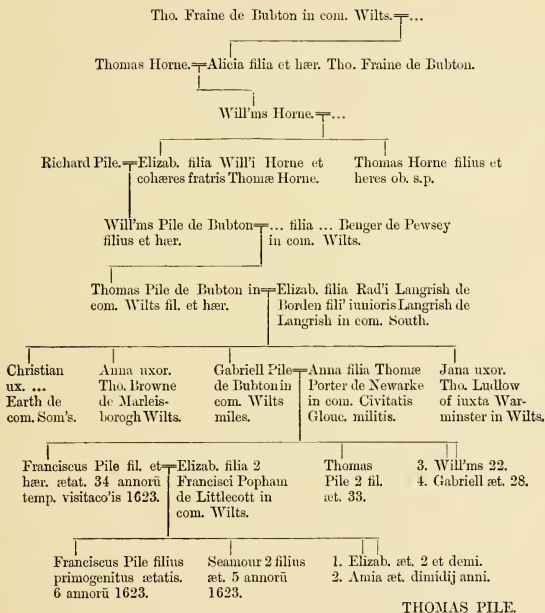 Tho. Fraine de Bubton in com. Wilts.=...
Thomas Horne.=Alicia filia et hær. Tho. Fraine de Bubton.
Will'ms Horne.=...
Richard Pile.=Elizab. filia Will'i Horne et
cohæres fratris Thomæ Horne.
Thomas Horne filius et
heres ob. s.p.
Will'ms Pile de Bubton=... filia ... Benger de Pewsey
filius et hær.
in com. Wilts.
Thomas Pile de Bubton in=Elizab. filia Rad'i Langrish de
com. Wilts fil. et hær.
Borden fili' iunioris Langrish de
Langrish in com. South.
Christian
ux. ...
Earth de
com. Som's.
Anna uxor.
Tho. Browne
de Marleis-
borogh Wilts.
Gabriell Pile=
de Bubton in
com. Wilts
miles.
Anna filia Thomæ
Porter de Newarke
in com. Civitatis
Glouc. militis.
Jana uxor.
Tho. Ludlow
of iuxta War-
minster in Wilts.
Franciscus Pile fil. et=
hær. ætat. 34 annorū
temp. visitaco'is 1623.
Elizab. filia 2
Francisci Popham
de Littlecott in
com. Wilts.
Thomas
Pile 2 fil.
æt. 33.
3. Will'ms 22.
4. Gabriell æt. 28.
Franciscus Pile filius
primogenitus ætatis.
6 annorū 1623.
Seamour 2 filius
æt. 5 annorū
1623.
1. Elizab. æt. 2 et demi.
2. Amia æt. dimidij anni.
THOMAS PILE.